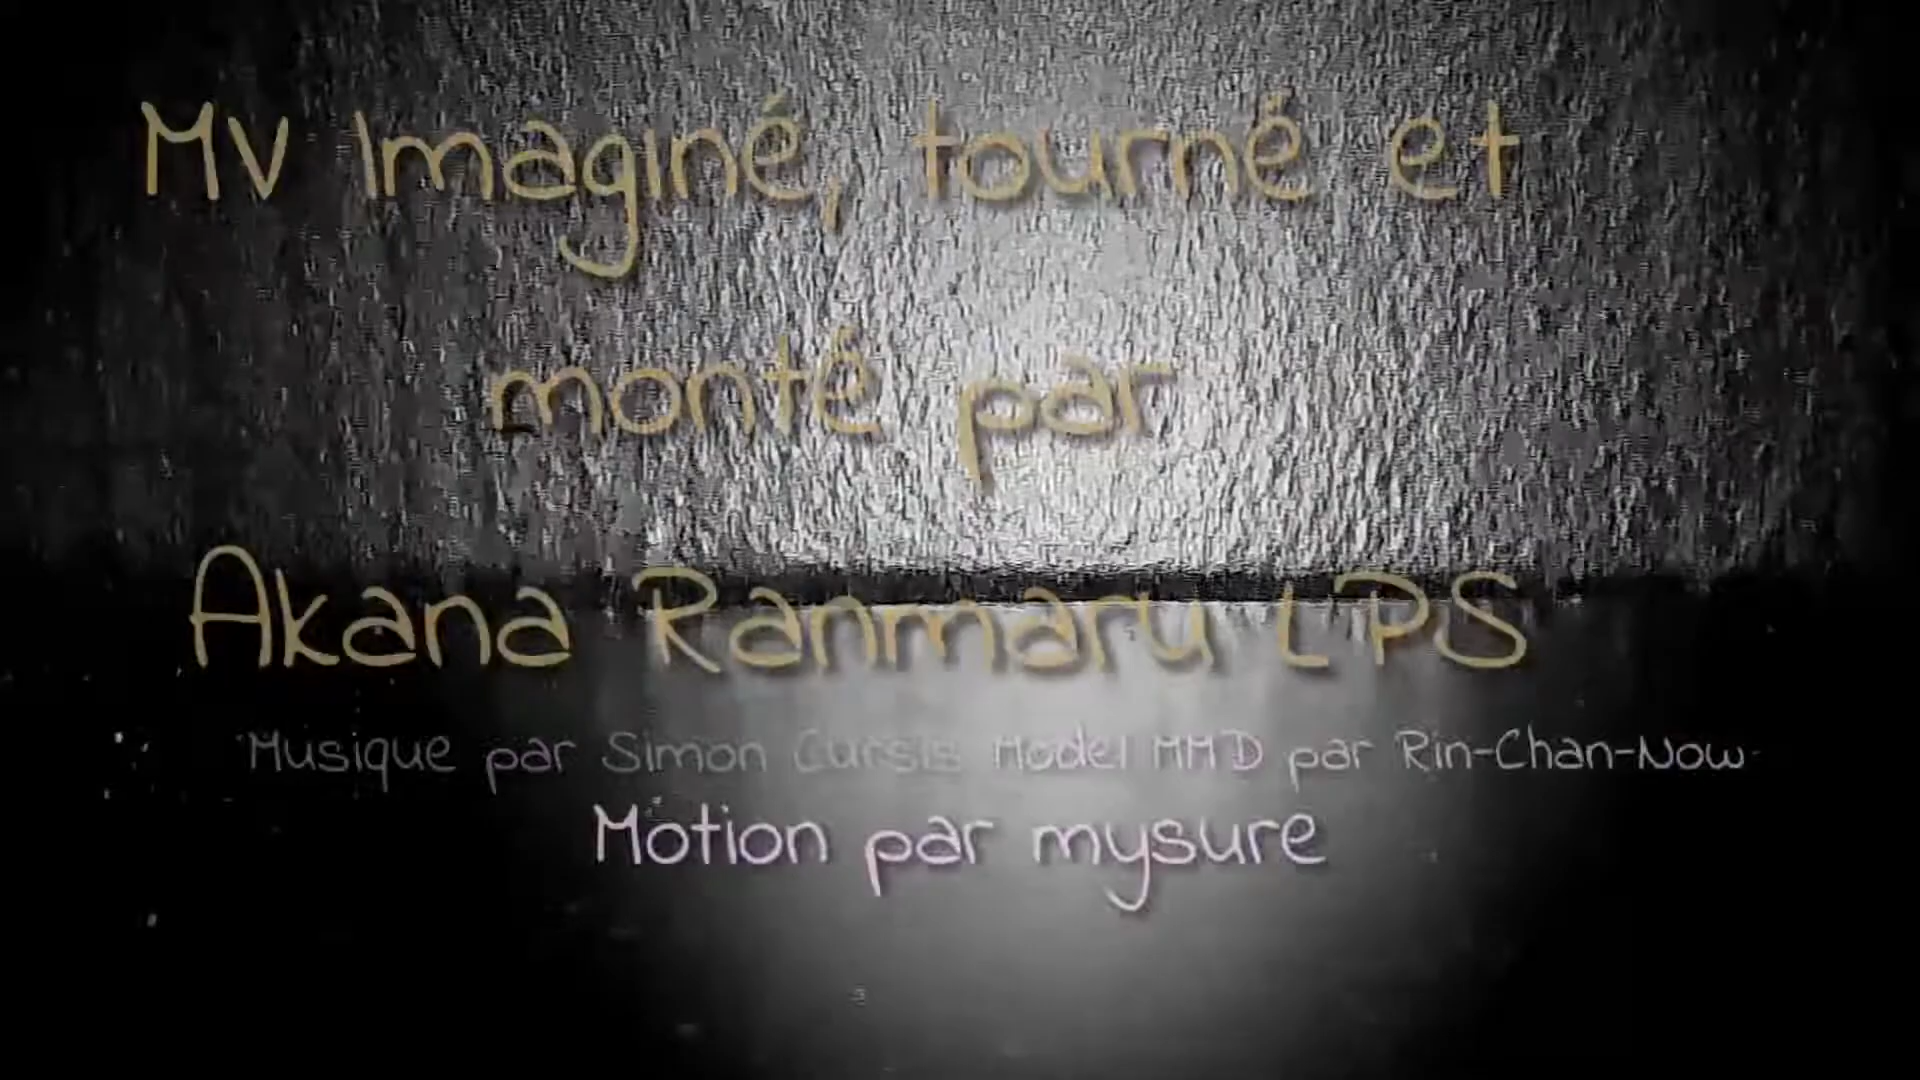 MV Imaginé, tourné et
monté par
Akana Ranmaru LPS
Musique par Simon Cursis Model MMD par Rin-Chan-Now
Motion par mysure